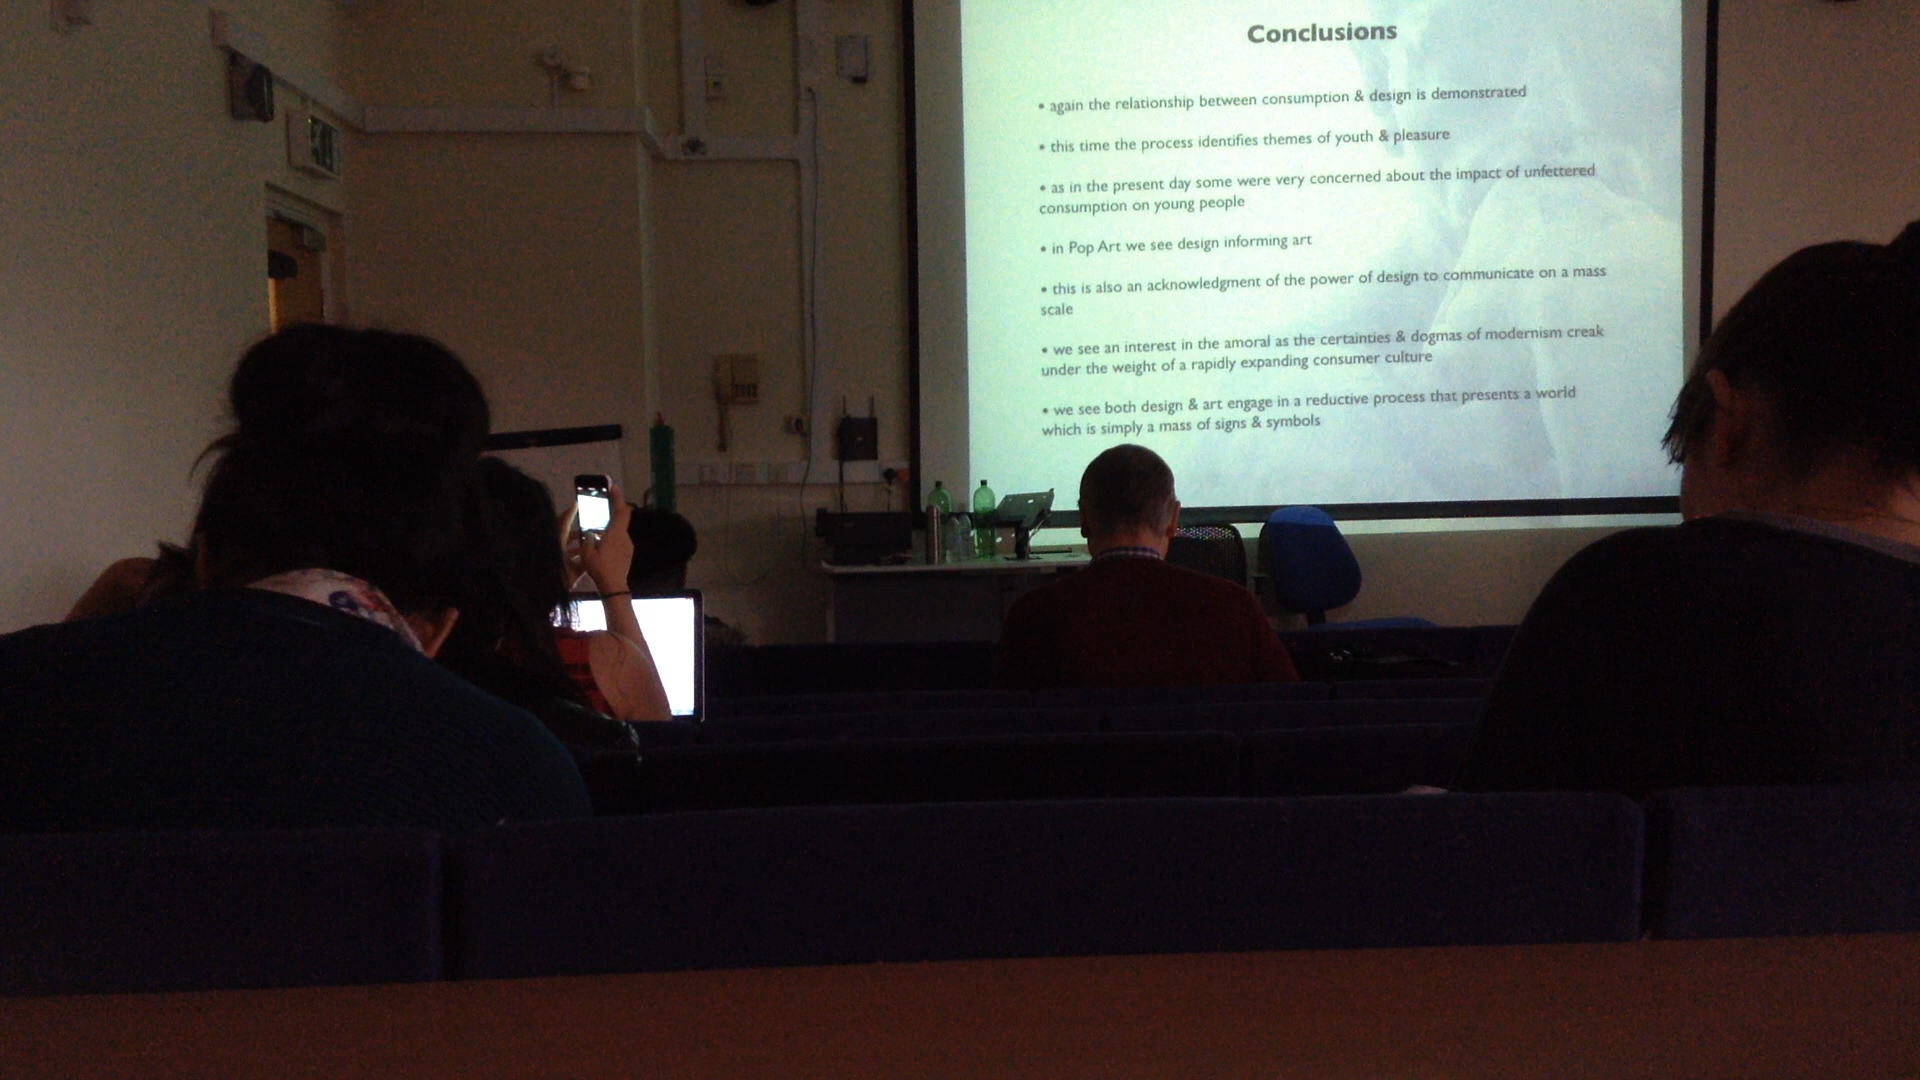 Conclusions
• again the relationship between consumption & design is demonstrated
• this time the process identifies themes of youth & pleasure
• as in the present day some were very concerned about the impact of unfettered
consumption on young people
• in Pop Art we see design informing art
• this is also an acknowledgment of the power of design to communicate on a mass
scale
• we see an interest in the amoral as the certainties & dogmas of modernism creak
under the weight of a rapidly expanding consumer culture
• we see both design & art engage in a reductive process that presents a world
which is simply a mass of signs & symbols